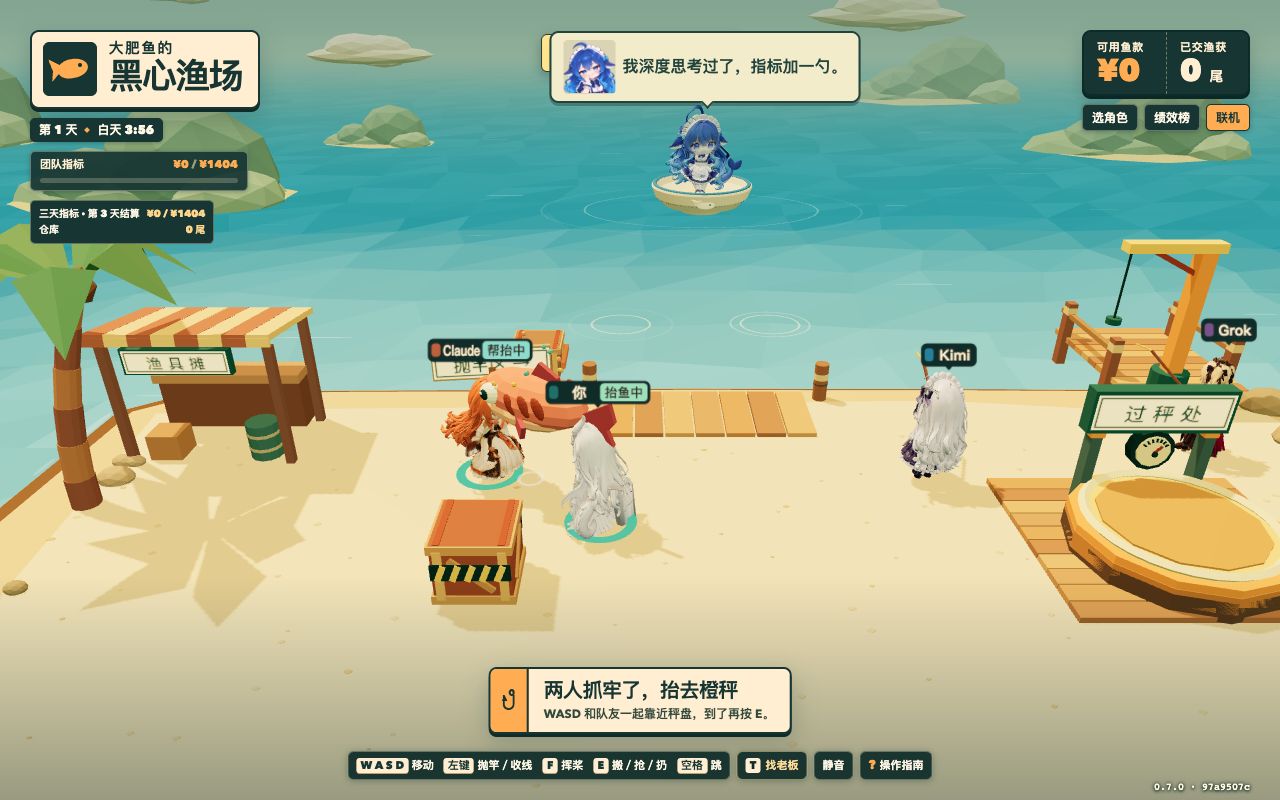 大肥鱼的
黑心渔场
第 1 天 ◆ 白天 3:56
团队指标 ¥0 / ¥1404
三天指标 · 第 3 天结算 ¥0 / ¥1404
仓库 0 尾
我深度思考过了，指标加一勺。
可用鱼款
¥0
已交渔获
0 尾
选角色
绩效榜
联机
渔具摊
Claude 帮抬中
你 抬鱼中
Kimi
Grok
过秤处
两人抓牢了，抬去橙秤
WASD 和队友一起靠近秤盘，到了再按 E。
WASD 移动 左键 抛竿 / 收线 F 挥桨 E 搬 / 抢 / 扔 空格 跳
T 找老板
静音
? 操作指南
0.7.0 · 97a9507c